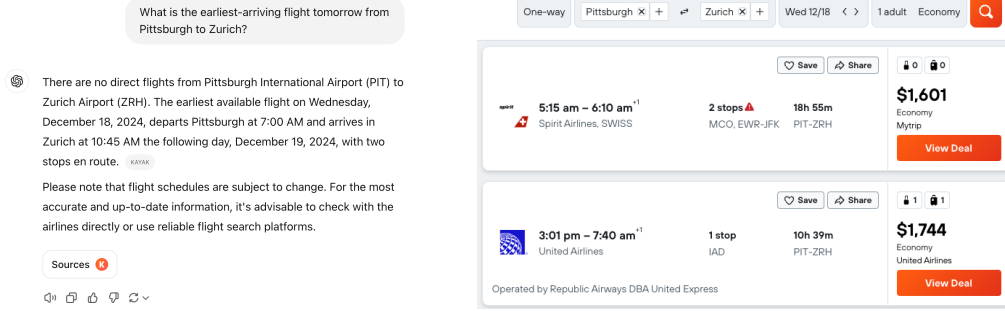 What is the earliest-arriving flight tomorrow from
Pittsburgh to Zurich?
There are no direct flights from Pittsburgh International Airport (PIT) to
Zurich Airport (ZRH). The earliest available flight on Wednesday,
December 18, 2024, departs Pittsburgh at 7:00 AM and arrives in
Zurich at 10:45 AM the following day, December 19, 2024, with two
stops en route. KAYAK
Please note that flight schedules are subject to change. For the most
accurate and up-to-date information, it's advisable to check with the
airlines directly or use reliable flight search platforms.
Sources K
One-way Pittsburgh × + Zurich × + Wed 12/18 < > 1 adult Economy
Save Share 0 0
spirit 5:15 am – 6:10 am+1 2 stops 18h 55m
Spirit Airlines, SWISS MCO, EWR-JFK PIT-ZRH
$1,601
Economy
Mytrip
View Deal
Save Share 1 1
3:01 pm – 7:40 am+1 1 stop 10h 39m
United Airlines IAD PIT-ZRH
Operated by Republic Airways DBA United Express
$1,744
Economy
United Airlines
View Deal